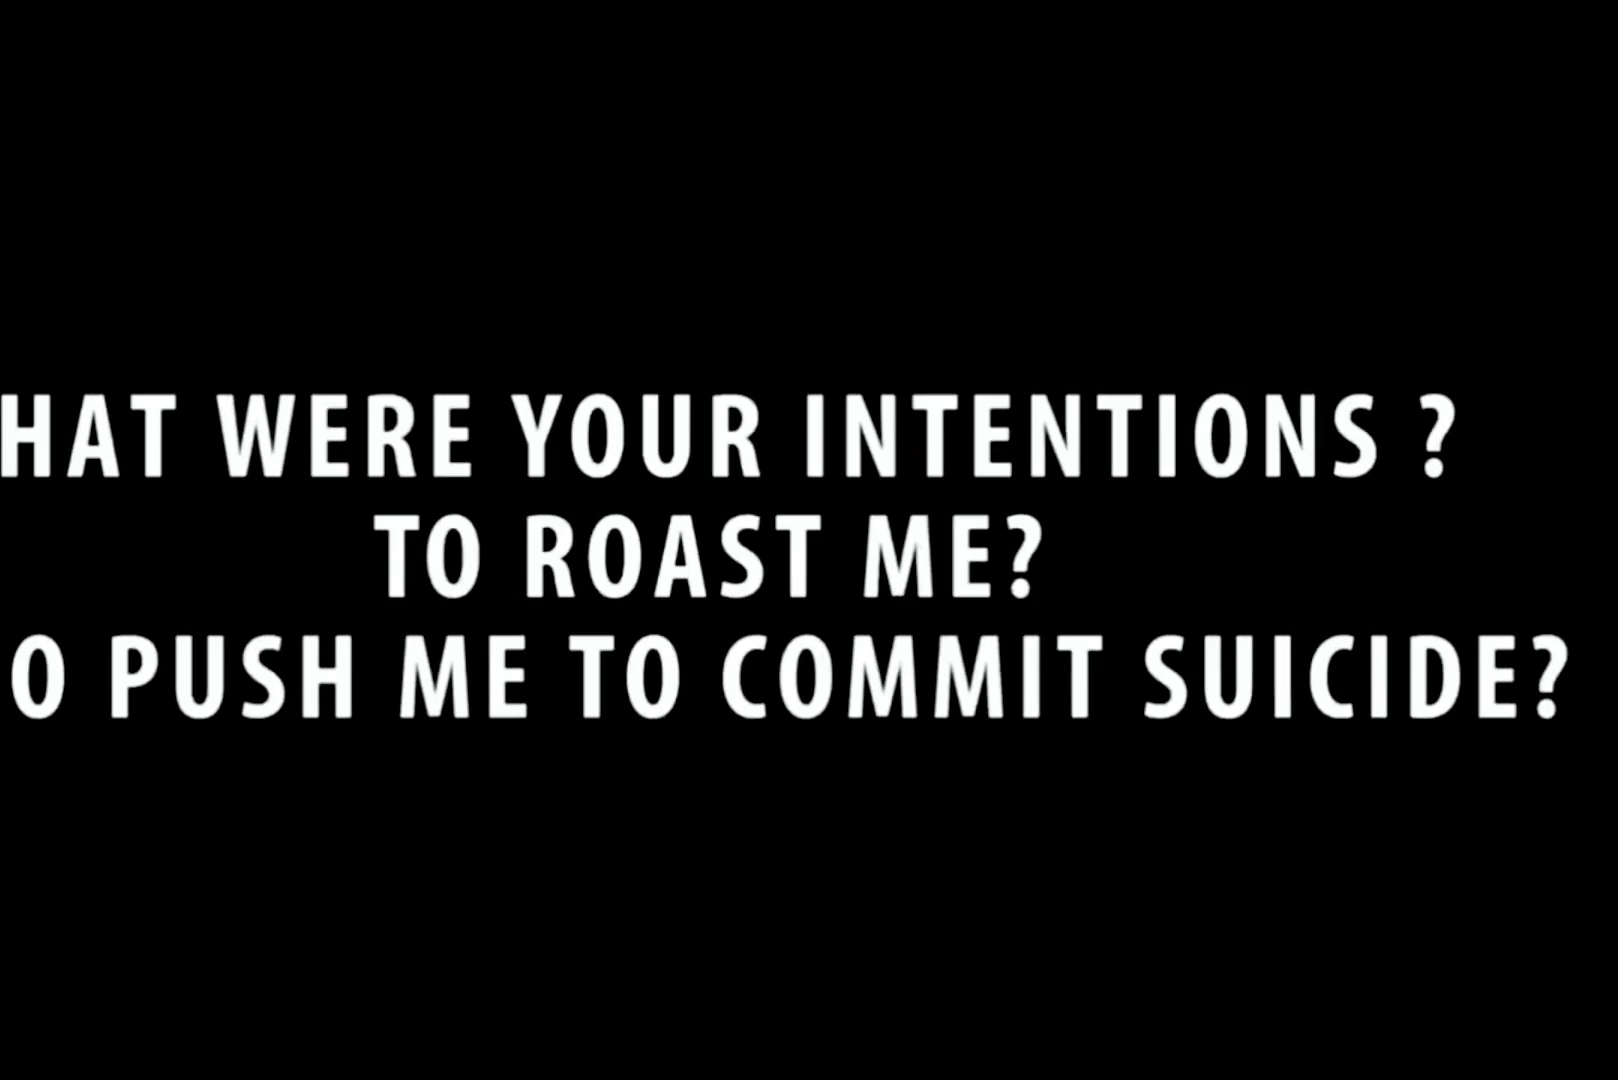 HAT WERE YOUR INTENTIONS ?
TO ROAST ME?
O PUSH ME TO COMMIT SUICIDE?